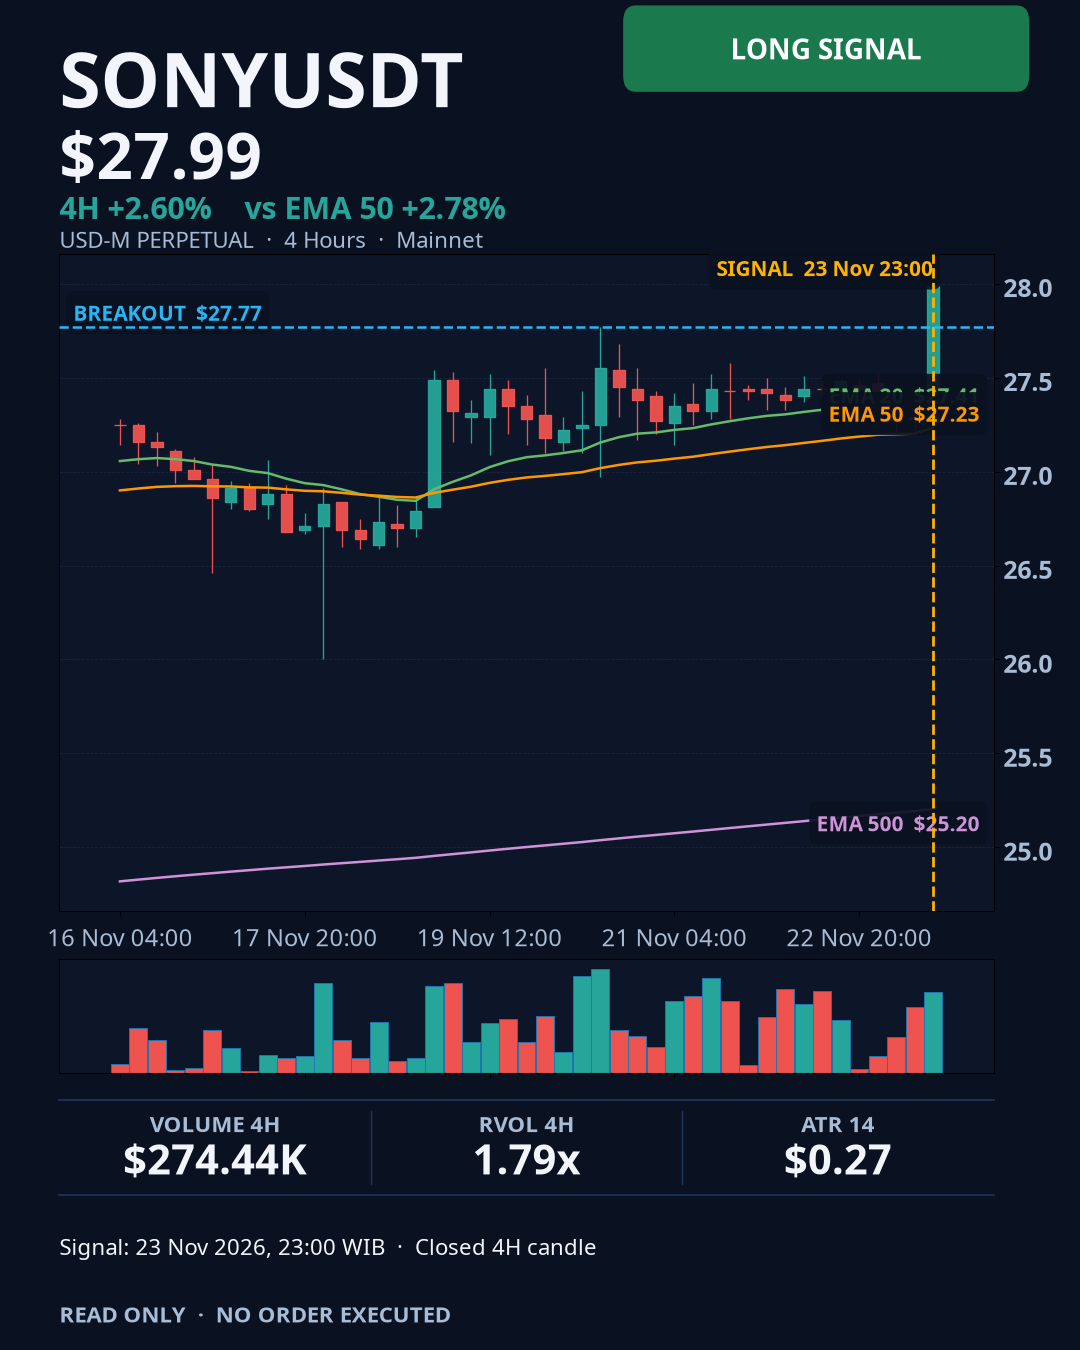 LONG SIGNAL
SONYUSDT
$27.99
4H +2.60% vs EMA 50 +2.78%
USD-M PERPETUAL · 4 Hours · Mainnet
SIGNAL 23 Nov 23:00
BREAKOUT $27.77
EMA 20 $27.41
EMA 50 $27.23
EMA 500 $25.20
28.0
27.5
27.0
26.5
26.0
25.5
25.0
16 Nov 04:00 17 Nov 20:00 19 Nov 12:00 21 Nov 04:00 22 Nov 20:00
VOLUME 4H RVOL 4H ATR 14
$274.44K 1.79x $0.27
Signal: 23 Nov 2026, 23:00 WIB · Closed 4H candle
READ ONLY · NO ORDER EXECUTED